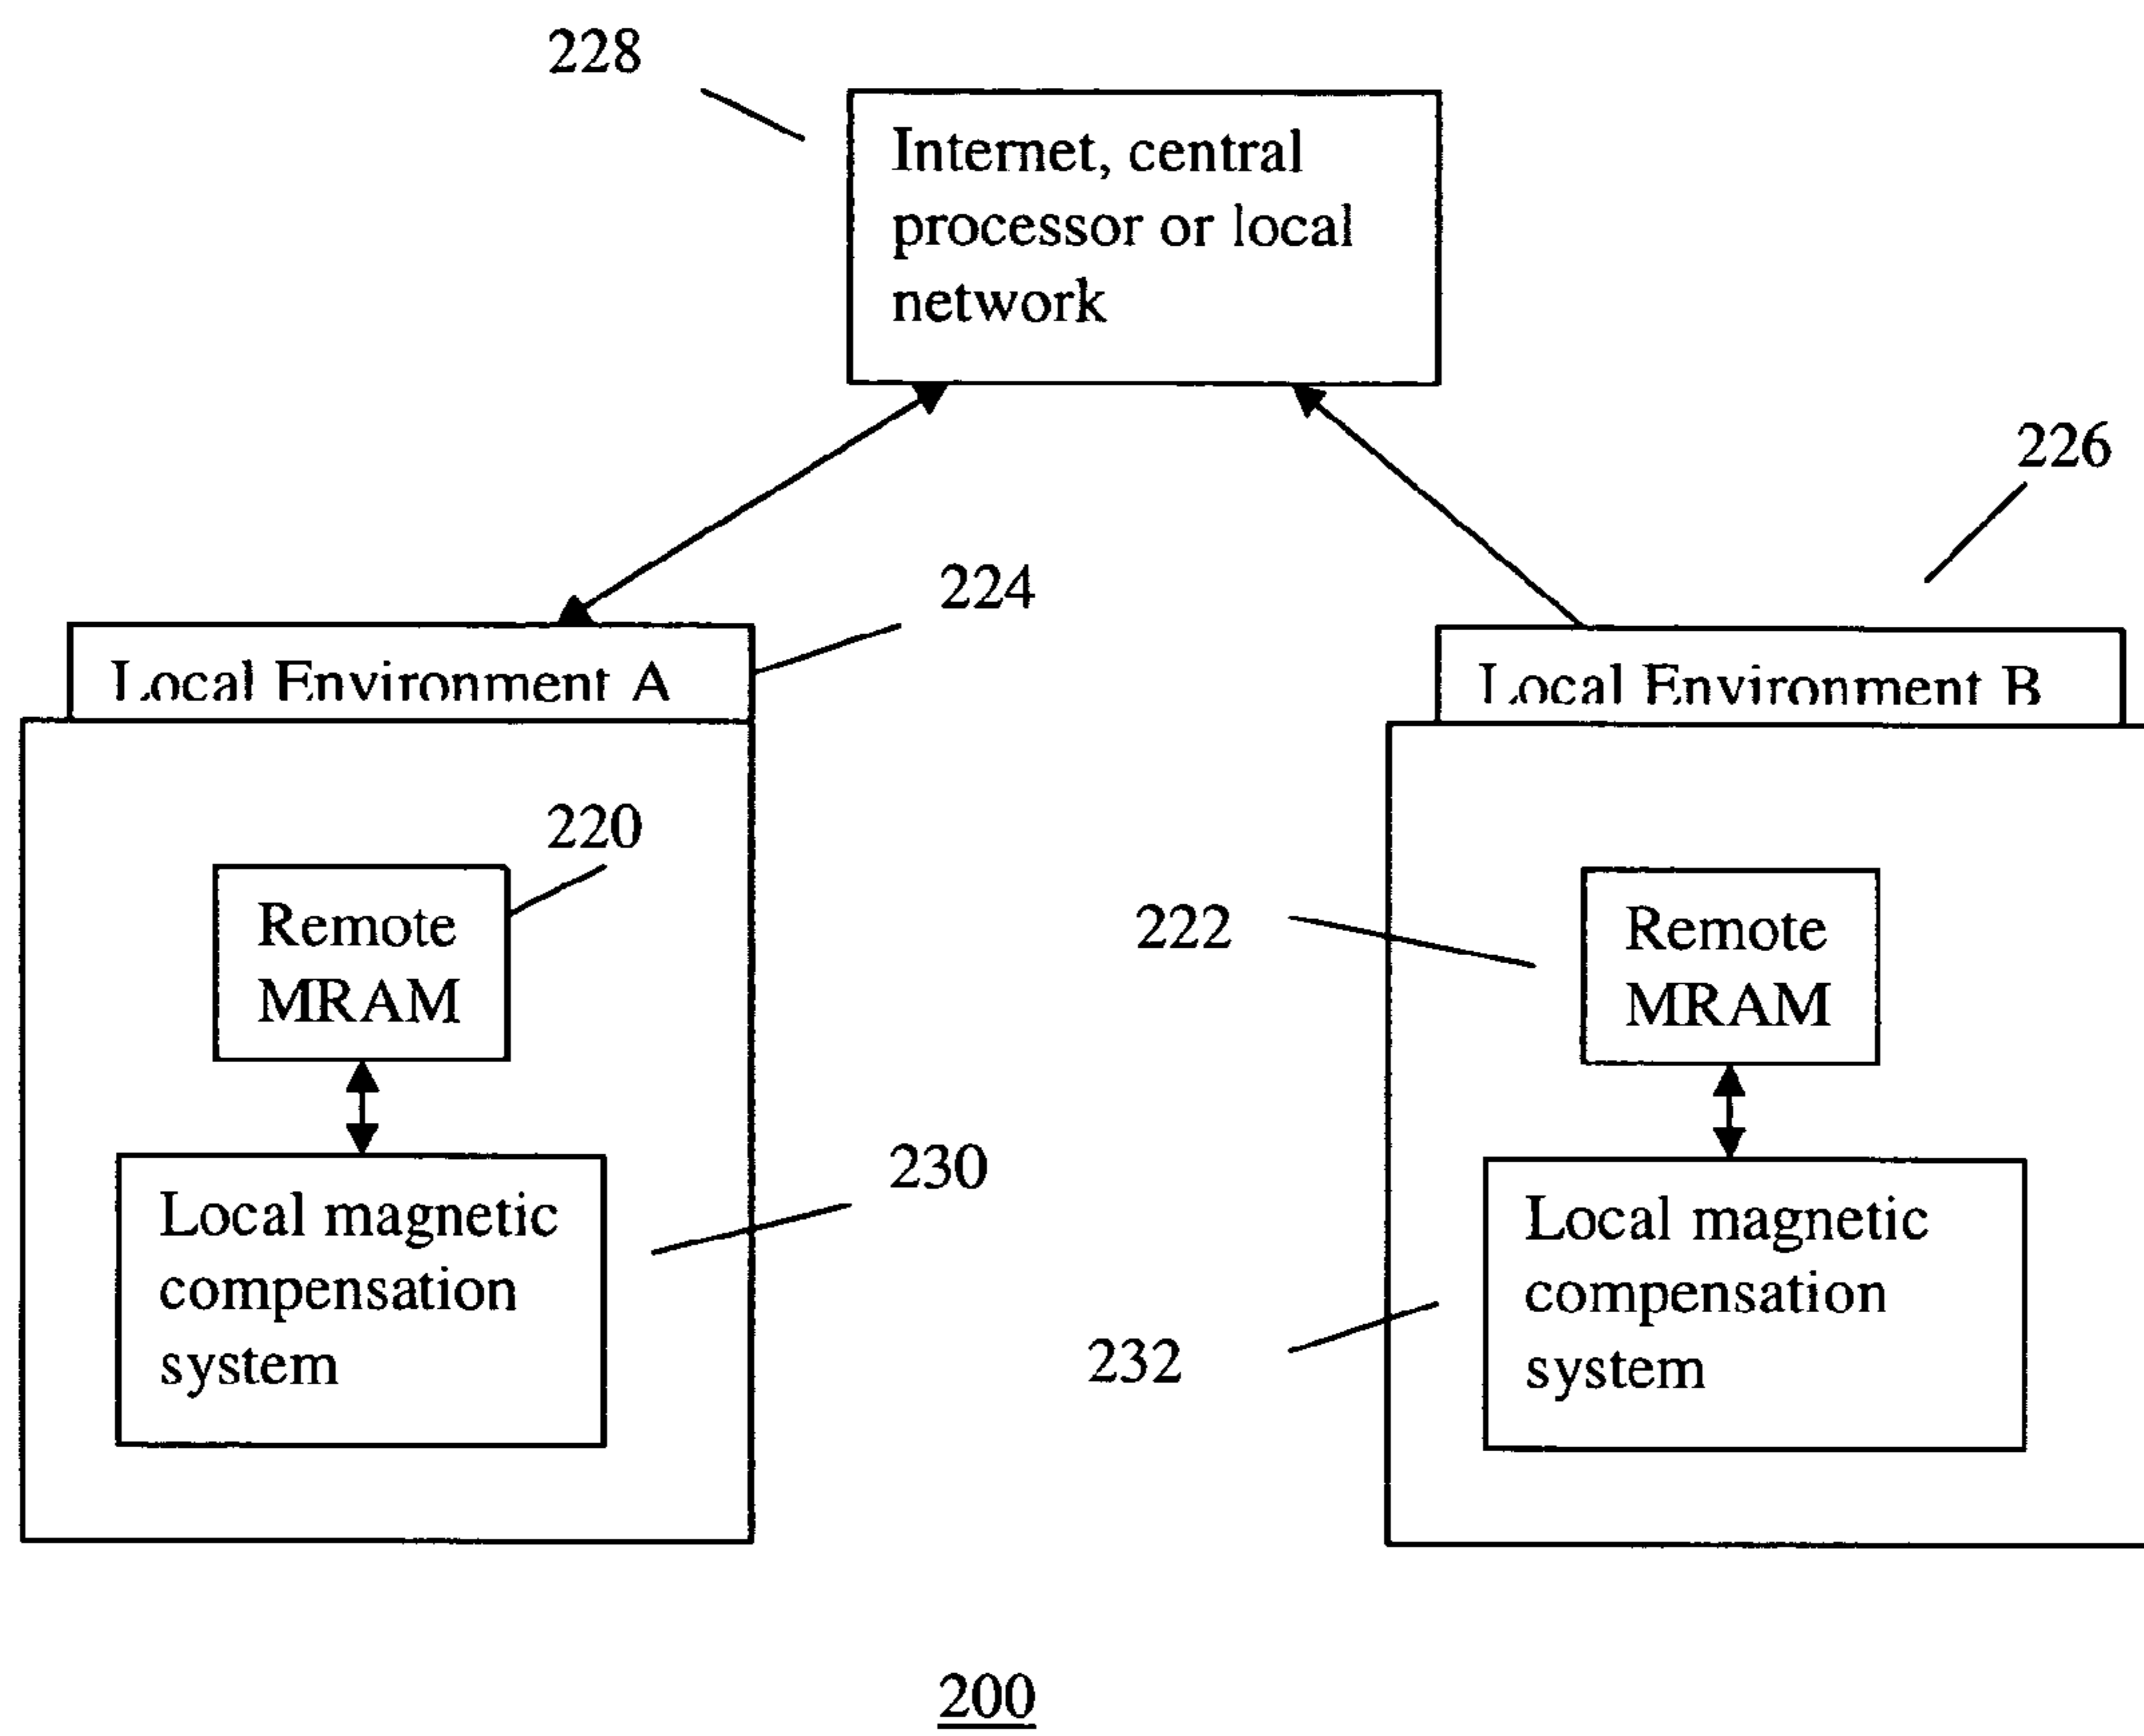 228
Internet, central
processor or local
network
226
224
Local Environment A
Local Environment B
220
Remote
MRAM
222
Remote
MRAM
230
Local magnetic
compensation
system
232
Local magnetic
compensation
system
200